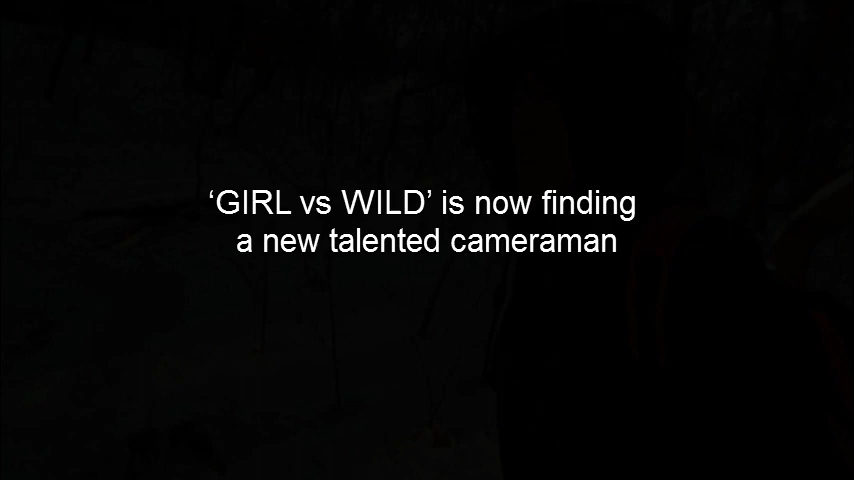 ‘GIRL vs WILD’ is now finding
a new talented cameraman